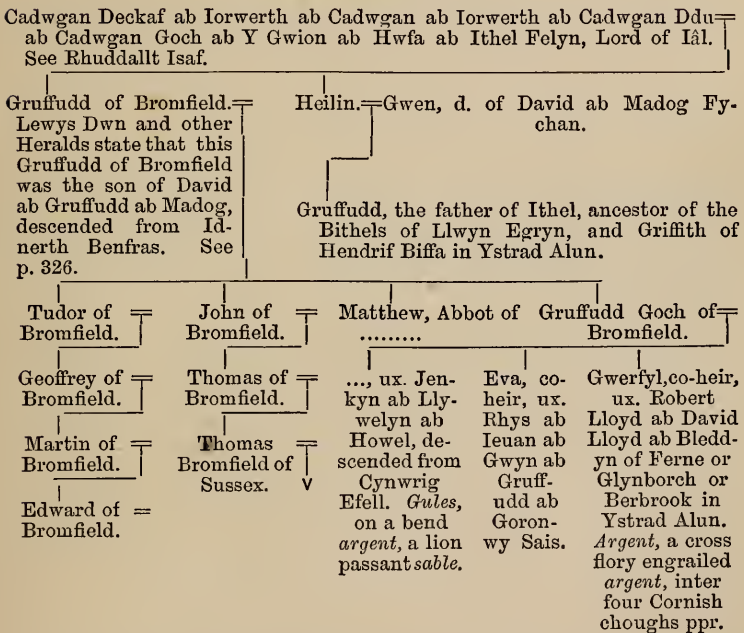 Cadwgan Deckaf ab Iorwerth ab Cadwgan ab Iorwerth ab Cadwgan Ddu
ab Cadwgan Goch ab Y Gwion ab Hwfa ab Ithel Felyn, Lord of Iâl.
See Rhuddallt Isaf.
Gruffudd of Bromfield.
Lewys Dwn and other
Heralds state that this
Gruffudd of Bromfield
was the son of David
ab Gruffudd ab Madog,
descended from Id-
nerth Benfras. See
p. 326.
Heilin.=Gwen, d. of David ab Madog Fy-
chan.
Gruffudd, the father of Ithel, ancestor of the
Bithels of Llwyn Egryn, and Griffith of
Hendrif Biffa in Ystrad Alun.
Tudor of
Bromfield.
John of
Bromfield.
Matthew, Abbot of
.........
Gruffudd Goch of
Bromfield.
Geoffrey of
Bromfield.
Thomas of
Bromfield.
Martin of
Bromfield.
Thomas
Bromfield of
Sussex.
Edward of =
Bromfield.
..., ux. Jen-
kyn ab Lly-
welyn ab
Howel, de-
scended from
Cynwrig
Efell. Gules,
on a bend
argent, a lion
passant sable.
Eva, co-
heir, ux.
Rhys ab
Ieuan ab
Gwyn ab
Gruff-
udd ab
Goron-
wy Sais.
Gwerfyl, co-heir,
ux. Robert
Lloyd ab David
Lloyd ab Bledd-
yn of Ferne or
Glynborch or
Berbrook in
Ystrad Alun.
Argent, a cross
flory engrailed
argent, inter
four Cornish
choughs ppr.